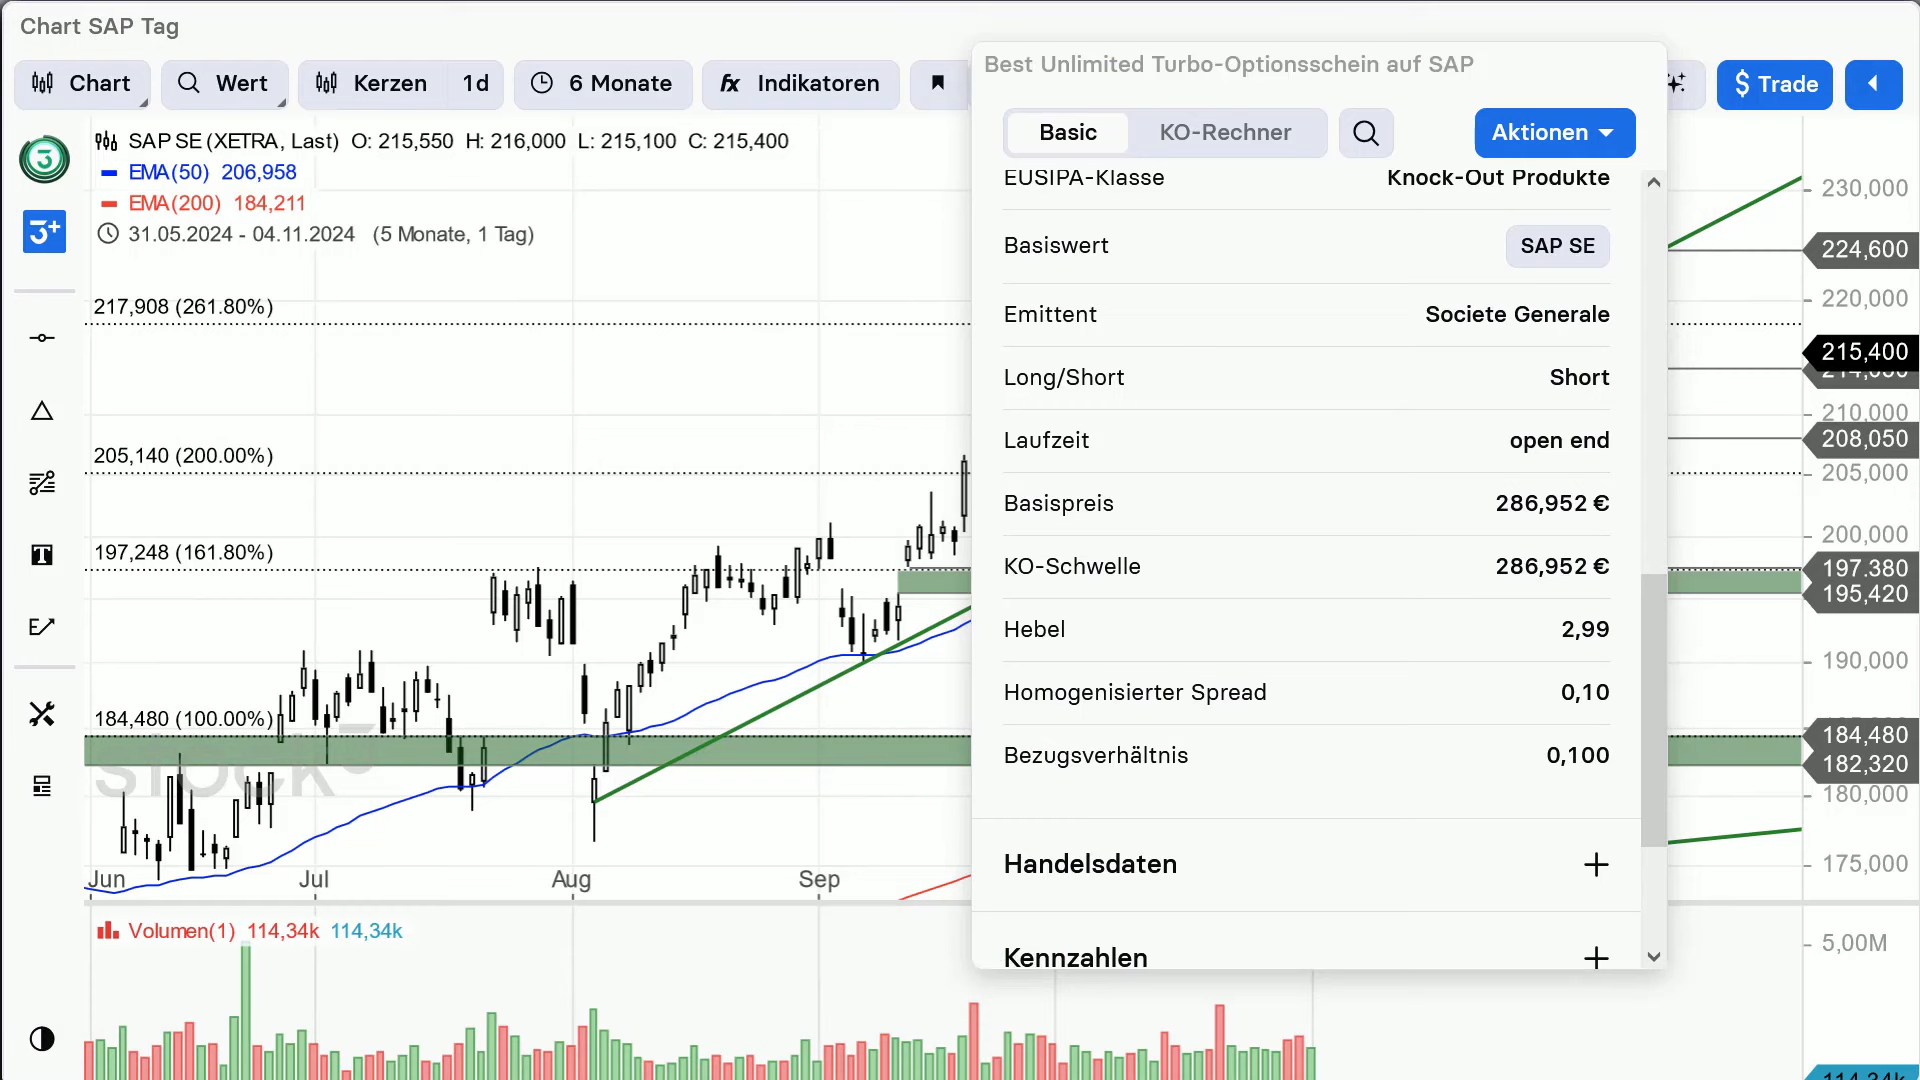 Chart SAP Tag
Chart
Wert
Kerzen 1d
6 Monate
fx Indikatoren
$ Trade
SAP SE (XETRA, Last) O: 215,550 H: 216,000 L: 215,100 C: 215,400
EMA(50) 206,958
EMA(200) 184,211
31.05.2024 - 04.11.2024 (5 Monate, 1 Tag)
3
3+
217,908 (261.80%)
205,140 (200.00%)
197,248 (161.80%)
184,480 (100.00%)
STOCK3
Jun Jul Aug Sep
Volumen(1) 114,34k 114,34k
Best Unlimited Turbo-Optionsschein auf SAP
Basic KO-Rechner
Aktionen
EUSIPA-Klasse Knock-Out Produkte
Basiswert SAP SE
Emittent Societe Generale
Long/Short Short
Laufzeit open end
Basispreis 286,952 €
KO-Schwelle 286,952 €
Hebel 2,99
Homogenisierter Spread 0,10
Bezugsverhältnis 0,100
Handelsdaten
Kennzahlen
230,000
224,600
220,000
215,400
210,000
208,050
205,000
200,000
197,380
195,420
190,000
184,480
182,320
180,000
175,000
5,00M
114,34k